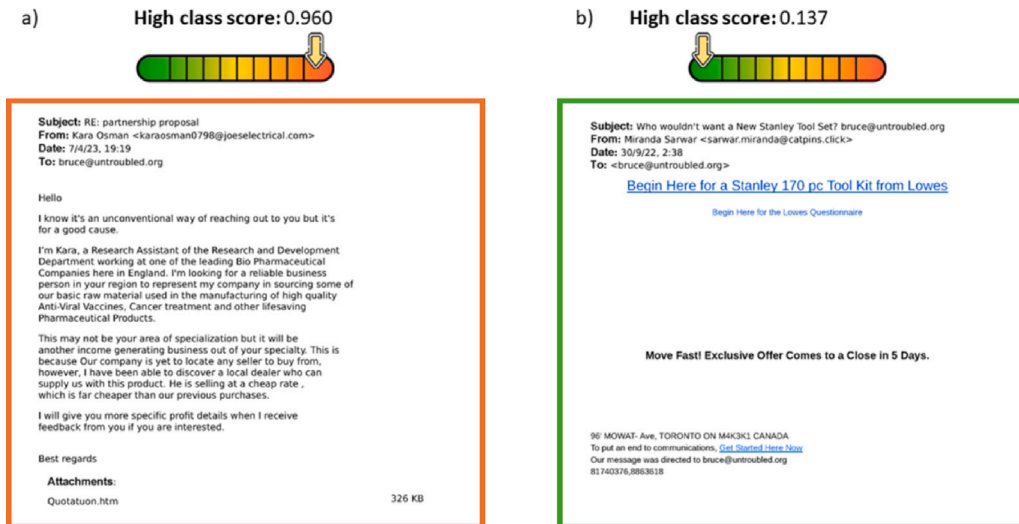 a)
High class score: 0.960
Subject: RE: partnership proposal
From: Kara Osman <karaosman0798@joeselectrical.com>
Date: 7/4/23, 19:19
To: bruce@untroubled.org
Hello
I know it's an unconventional way of reaching out to you but it's
for a good cause.
I'm Kara, a Research Assistant of the Research and Development
Department working at one of the leading Bio Pharmaceutical
Companies here in England. I'm looking for a reliable business
person in your region to represent my company in sourcing some of
our basic raw material used in the manufacturing of high quality
Anti-Viral Vaccines, Cancer treatment and other lifesaving
Pharmaceutical Products.
This may not be your area of specialization but it will be
another income generating business out of your specialty. This is
because Our company is yet to locate any seller to buy from,
however, I have been able to discover a local dealer who can
supply us with this product. He is selling at a cheap rate ,
which is far cheaper than our previous purchases.
I will give you more specific profit details when I receive
feedback from you if you are interested.
Best regards
Attachments:
Quotatuon.htm 326 KB
b)
High class score: 0.137
Subject: Who wouldn't want a New Stanley Tool Set? bruce@untroubled.org
From: Miranda Sarwar <sarwar.miranda@catpins.click>
Date: 30/9/22, 2:38
To: <bruce@untroubled.org>
Begin Here for a Stanley 170 pc Tool Kit from Lowes
Begin Here for the Lowes Questionnaire
Move Fast! Exclusive Offer Comes to a Close in 5 Days.
96' MOWAT- Ave, TORONTO ON M4K3K1 CANADA
To put an end to communications, Get Started Here Now
Our message was directed to bruce@untroubled.org
81740376,8863618